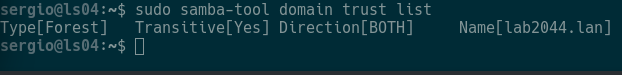 sergio@ls04:~$ sudo samba-tool domain trust list
Type[Forest]   Transitive[Yes] Direction[BOTH]     Name[lab2044.lan]
sergio@ls04:~$